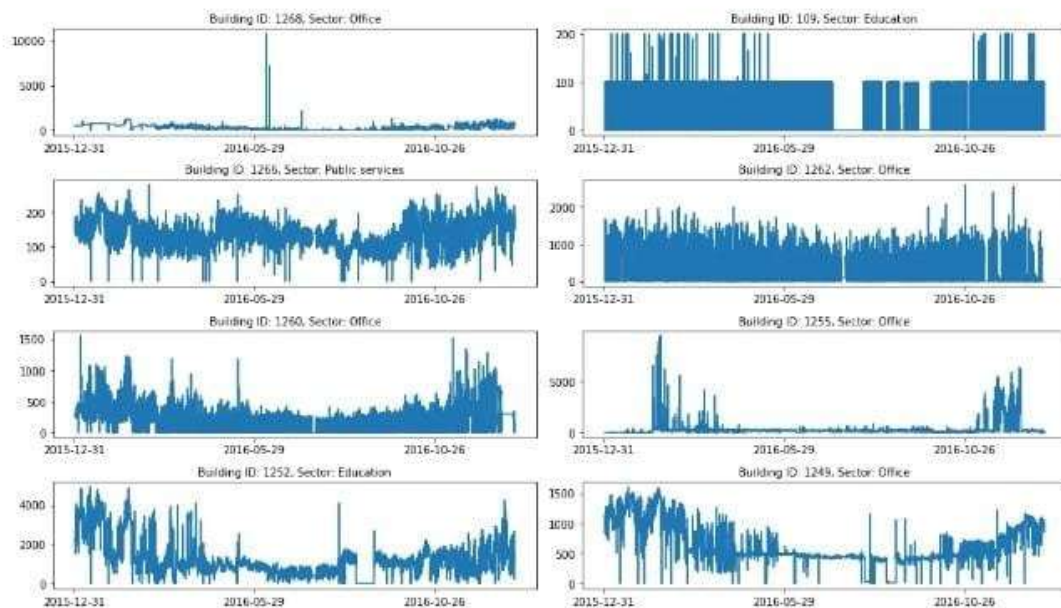 Building ID: 1268, Sector: Office
10000
5000
0
2015-12-31 2016-05-29 2016-10-26
Building ID: 109, Sector: Education
200
100
0
2015-12-31 2016-05-29 2016-10-26
Building ID: 1266, Sector: Public services
200
100
0
2015-12-31 2016-05-29 2016-10-26
Building ID: 1262, Sector: Office
2000
1000
0
2015-12-31 2016-05-29 2016-10-26
Building ID: 1260, Sector: Office
1500
1000
500
0
2015-12-31 2016-05-29 2016-10-26
Building ID: 1255, Sector: Office
5000
0
2015-12-31 2016-05-29 2016-10-26
Building ID: 1252, Sector: Education
4000
2000
0
2015-12-31 2016-05-29 2016-10-26
Building ID: 1249, Sector: Office
1500
1000
500
0
2015-12-31 2016-05-29 2016-10-26